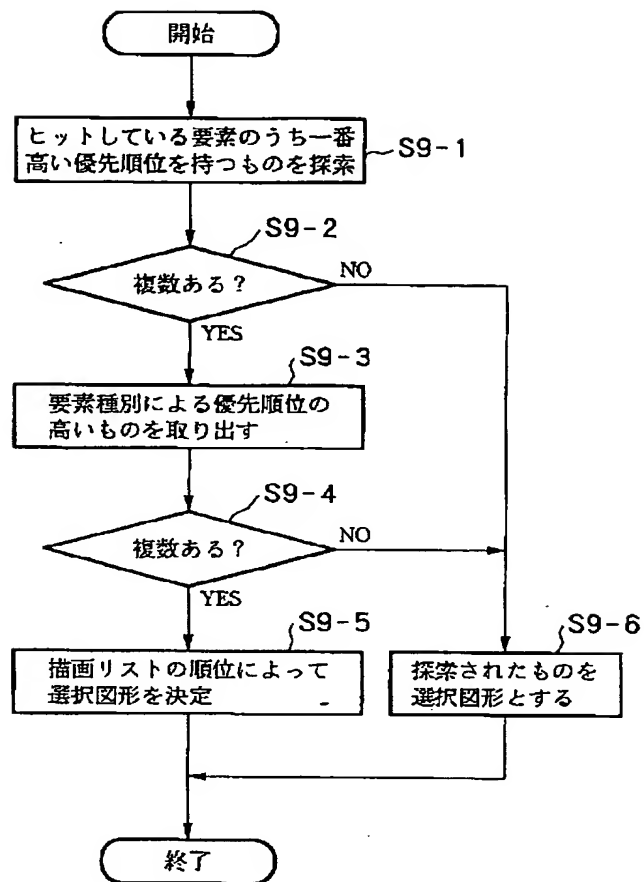 開始
ヒットしている要素のうち一番
高い優先順位を持つものを探索
S9-1
S9-2
複数ある?
NO
YES
S9-3
要素種別による優先順位の
高いものを取り出す
S9-4
複数ある?
NO
YES
S9-5
描画リストの順位によって
選択図形を決定
S9-6
探索されたものを
選択図形とする
終了